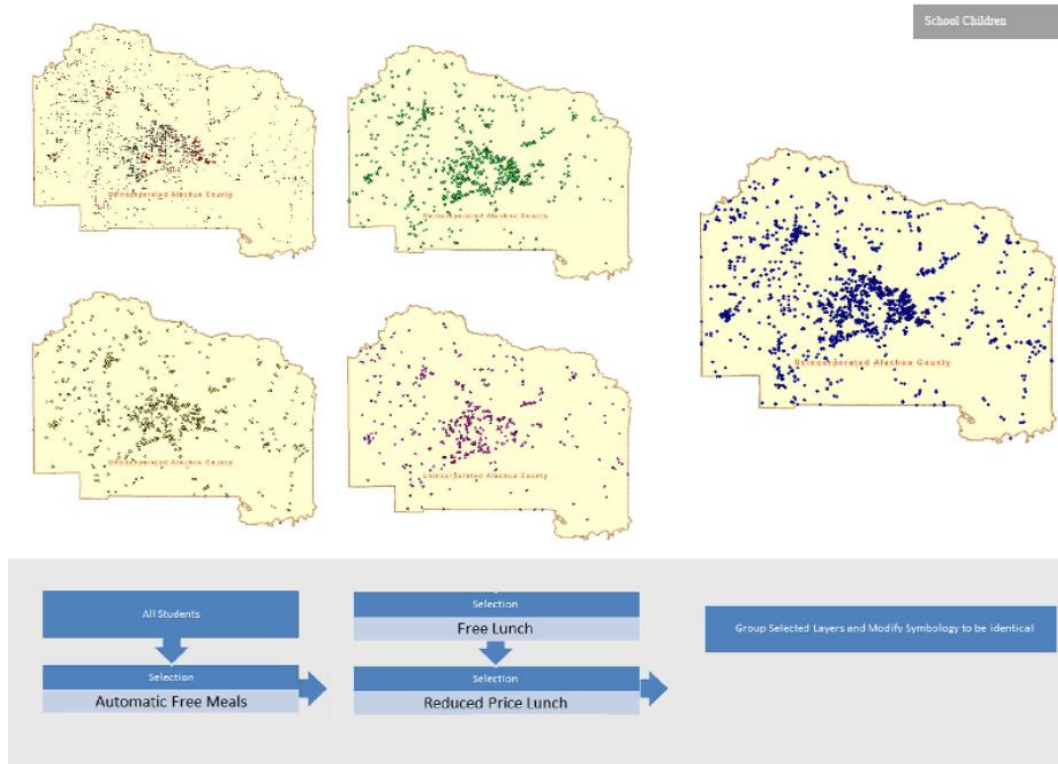 School Children
Unincorporated Alachua County
Unincorporated Alachua County
Unincorporated Alachua County
Unincorporated Alachua County
Unincorporated Alachua County
All Students
Selection
Automatic Free Meals
Selection
Free Lunch
Selection
Reduced Price Lunch
Group Selected Layers and Modify Symbology to be identical